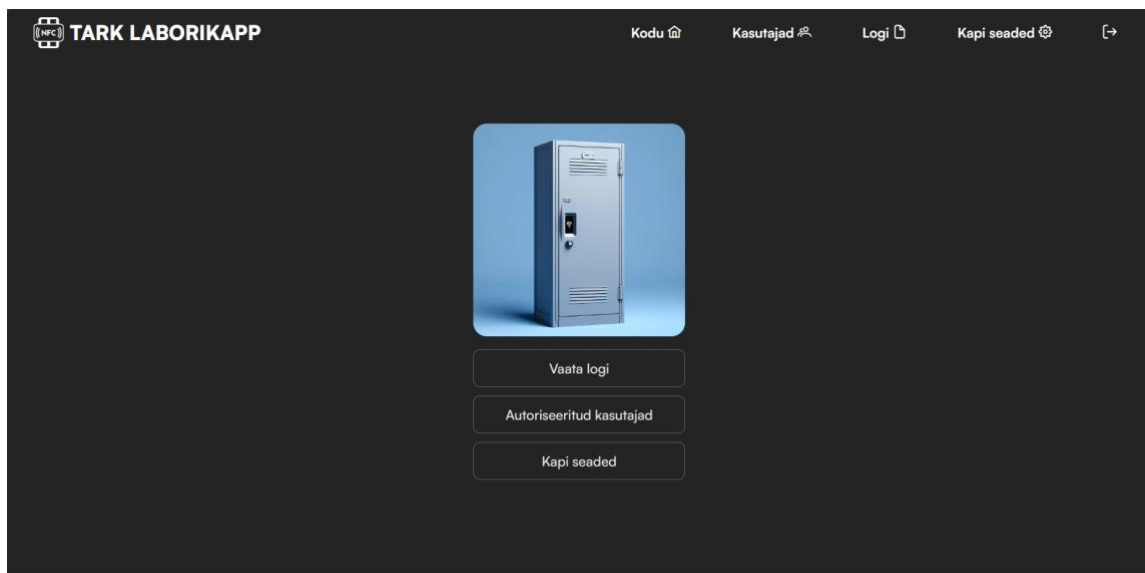 NFC TARK LABORIKAPP
Kodu Kasutajad Logi Kapi seaded
Vaata logi
Autoriseeritud kasutajad
Kapi seaded